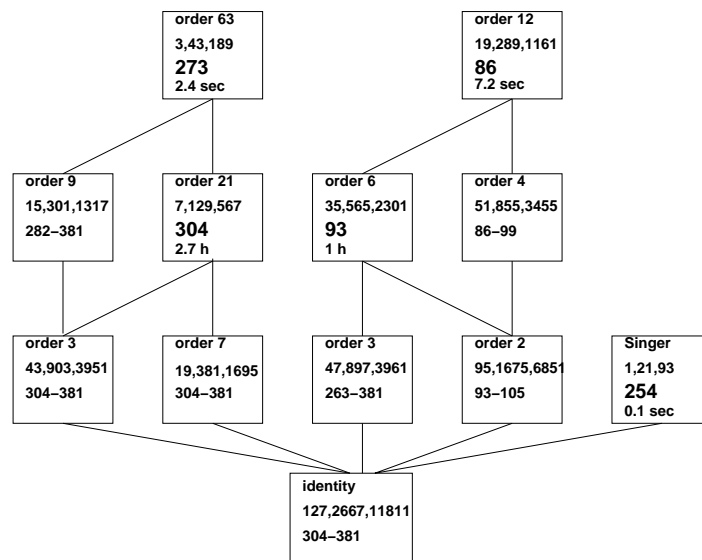 order 63
3,43,189
273
2.4 sec
order 12
19,289,1161
86
7.2 sec
order 9
15,301,1317
282−381
order 21
7,129,567
304
2.7 h
order 6
35,565,2301
93
1 h
order 4
51,855,3455
86−99
order 3
43,903,3951
304−381
order 7
19,381,1695
304−381
order 3
47,897,3961
263−381
order 2
95,1675,6851
93−105
Singer
1,21,93
254
0.1 sec
identity
127,2667,11811
304−381